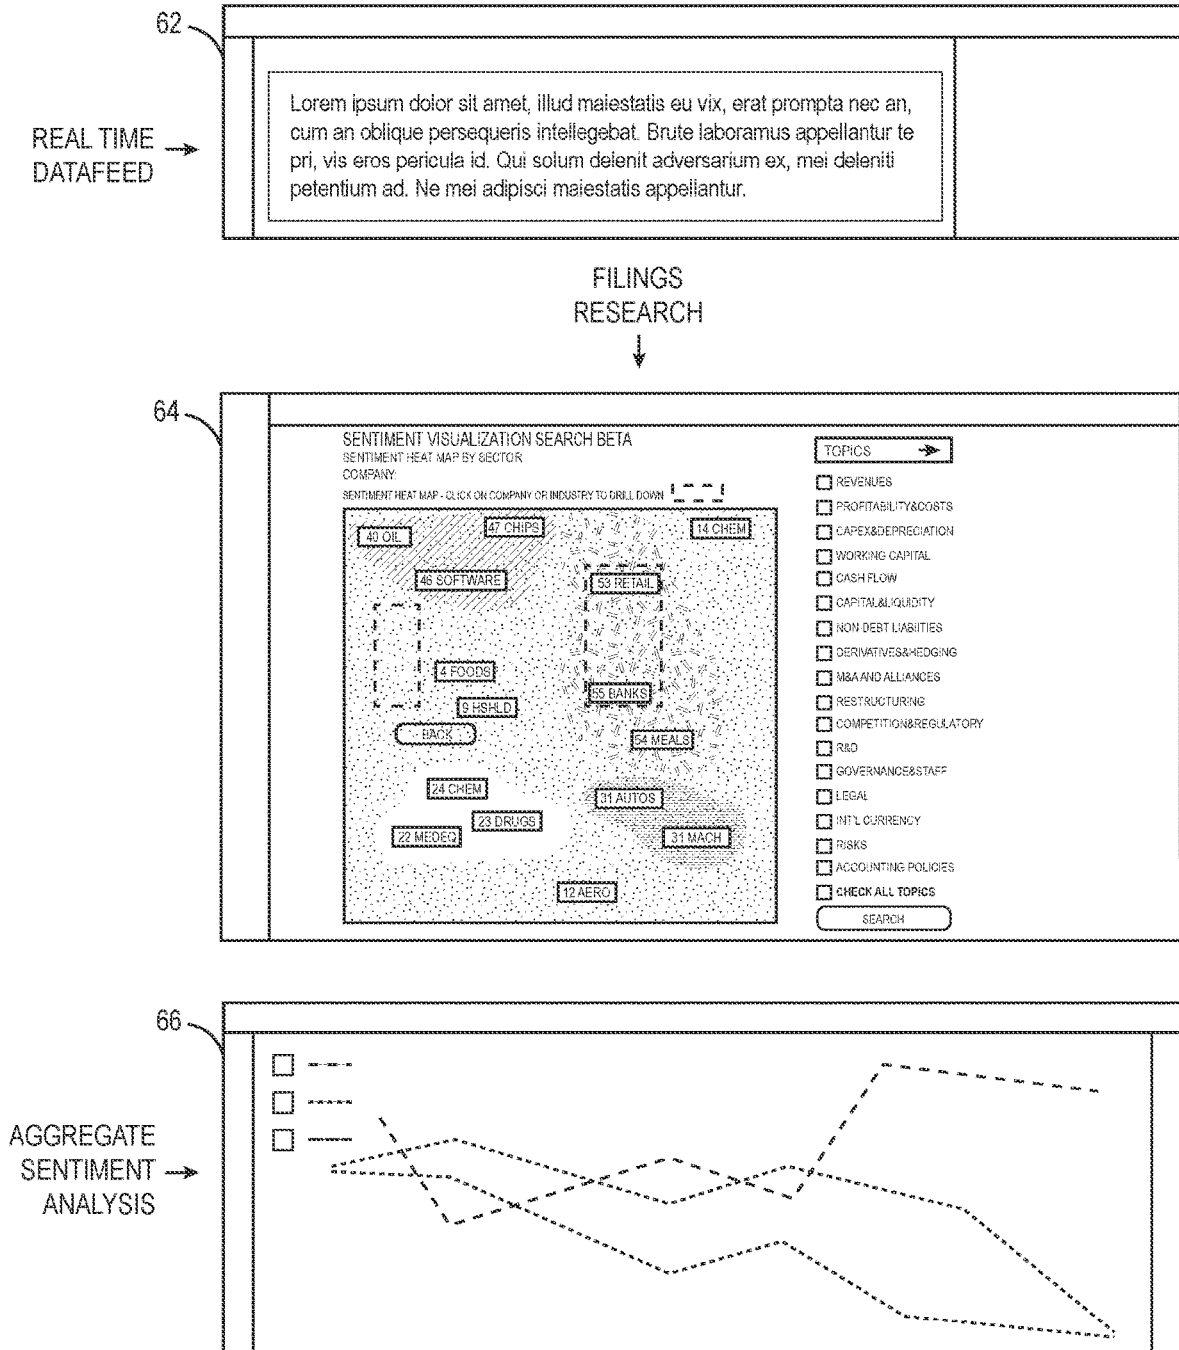 62
REAL TIME
DATAFEED
Lorem ipsum dolor sit amet, illud maiestatis eu vix, erat prompta nec an,
cum an oblique persequeris intellegebat. Brute laboramus appellantur te
pri, vis eros pericula id. Qui solum delenit adversarium ex, mei deleniti
petentium ad. Ne mei adipisci maiestatis appellantur.
FILINGS
RESEARCH
64
SENTIMENT VISUALIZATION SEARCH BETA
SENTIMENT HEAT MAP BY SECTOR
COMPANY:
SENTIMENT HEAT MAP - CLICK ON COMPANY OR INDUSTRY TO DRILL DOWN
40 OIL
47 CHIPS
14 CHEM
46 SOFTWARE
53 RETAIL
4 FOODS
55 BANKS
9 HSHLD
BACK
54 MEALS
24 CHEM
31 AUTOS
23 DRUGS
22 MEDEQ
31 MACH
12 AERO
TOPICS
REVENUES
PROFITABILITY&COSTS
CAPEX&DEPRECIATION
WORKING CAPITAL
CASH FLOW
CAPITAL&LIQUIDITY
NON-DEBT LIABIITIES
DERIVATIVES&HEDGING
M&A AND ALLIANCES
RESTRUCTURING
COMPETITION&REGULATORY
R&D
GOVERNANCE&STAFF
LEGAL
INT'L CURRENCY
RISKS
ACCOUNTING POLICIES
CHECK ALL TOPICS
SEARCH
66
AGGREGATE
SENTIMENT
ANALYSIS